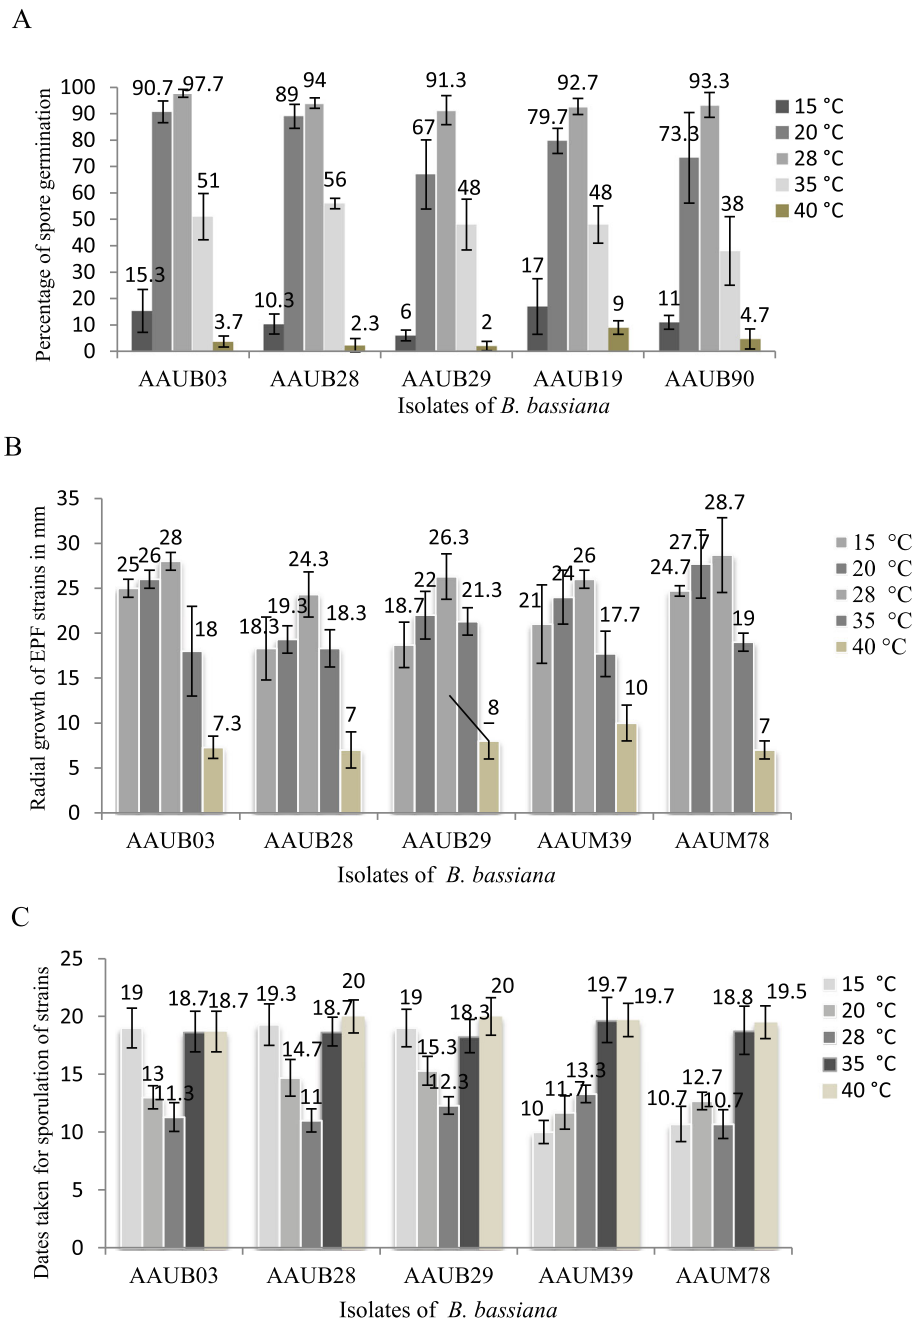 A
Percentage of spore germination
100
90
80
70
60
50
40
30
20
10
0
90.7 97.7 89 94 91.3 92.7 93.3
67 79.7 73.3
51 56 48 48 38
15.3 10.3 6 17 11
3.7 2.3 2 9 4.7
15 °C
20 °C
28 °C
35 °C
40 °C
AAUB03 AAUB28 AAUB29 AAUB19 AAUB90
Isolates of B. bassiana
B
Radial growth of EPF strains in mm
35
30
25
20
15
10
5
0
25 26 28 18 7.3
18.3 19.3 24.3 18.3 7
18.7 22 26.3 21.3 8
21 24 26 17.7 10
24.7 27.7 28.7 19 7
15 °C
20 °C
28 °C
35 °C
40 °C
AAUB03 AAUB28 AAUB29 AAUM39 AAUM78
Isolates of B. bassiana
C
Dates taken for sporulation of strains
25
20
15
10
5
0
19 13 11.3 18.7 18.7
19.3 14.7 11 18.7 20
19 15.3 12.3 18.3 20
10 11.7 13.3 19.7 19.7
10.7 12.7 10.7 18.8 19.5
15 °C
20 °C
28 °C
35 °C
40 °C
AAUB03 AAUB28 AAUB29 AAUM39 AAUM78
Isolates of B. bassiana